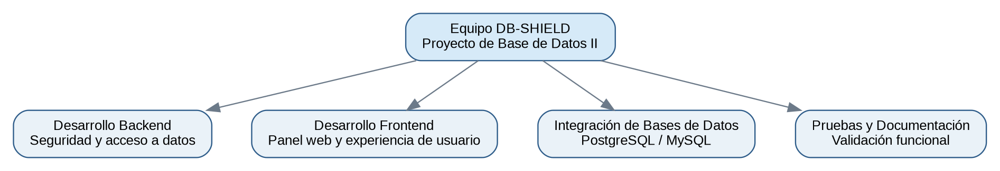 Equipo DB-SHIELD
Proyecto de Base de Datos II
Desarrollo Backend
Seguridad y acceso a datos
Desarrollo Frontend
Panel web y experiencia de usuario
Integración de Bases de Datos
PostgreSQL / MySQL
Pruebas y Documentación
Validación funcional